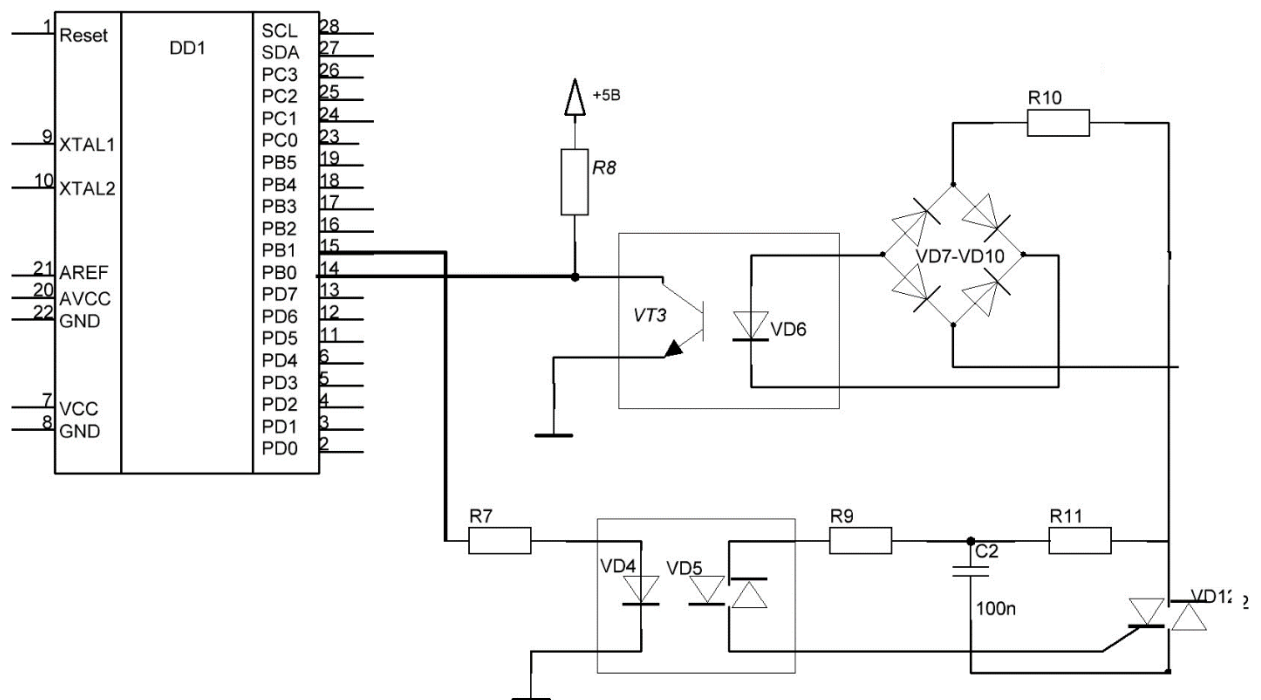 1 Reset
DD1
SCL 28
SDA 27
PC3 26
PC2 25
PC1 24
9 XTAL1
PC0 23
PB5 19
10 XTAL2
PB4 18
PB3 17
PB2 16
PB1 15
21 AREF
PB0 14
20 AVCC
PD7 13
22 GND
PD6 12
PD5 11
PD4 6
PD3 5
7 VCC
PD2 4
8 GND
PD1 3
PD0 2
+5В
R8
R10
VD7-VD10
VT3
VD6
R7
R9
R11
C2
100n
VD4
VD5
VD12
2